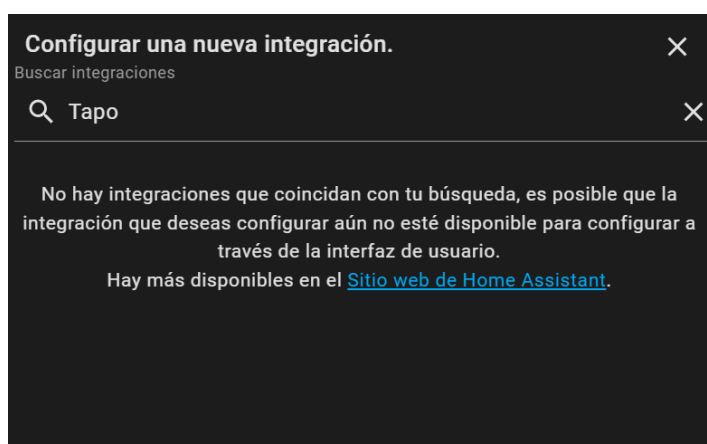 Configurar una nueva integración.
Buscar integraciones
Tapo
No hay integraciones que coincidan con tu búsqueda, es posible que la
integración que deseas configurar aún no esté disponible para configurar a
través de la interfaz de usuario.
Hay más disponibles en el Sitio web de Home Assistant.